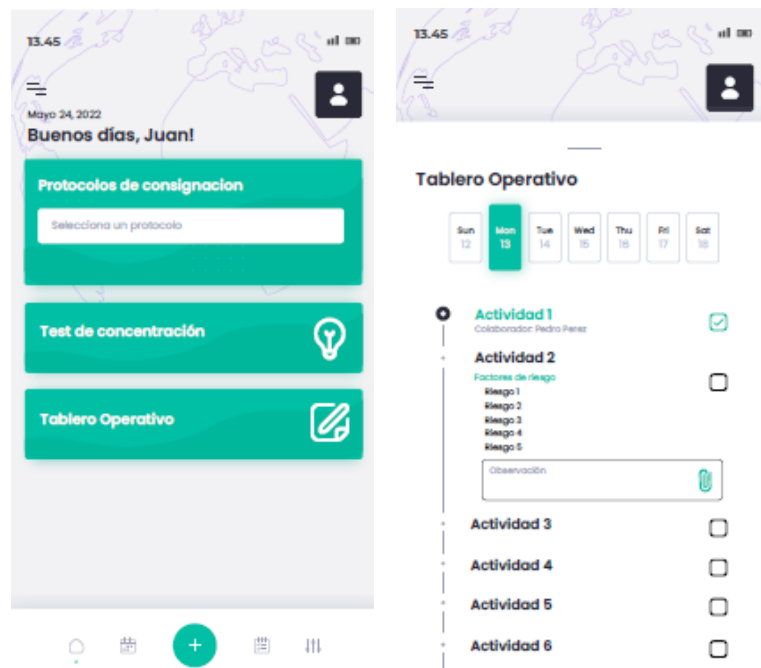 13.45
Mayo 24, 2022
Buenos días, Juan!
Protocolos de consignacion
Selecciona un protocolo
Test de concentración
Tablero Operativo
13.45
Tablero Operativo
Sun Mon Tue Wed Thu Fri Sat
12 13 14 15 16 17 18
Actividad 1
Colaborador: Pedro Perez
Actividad 2
Factores de riesgo
Riesgo 1
Riesgo 2
Riesgo 3
Riesgo 4
Riesgo 5
Observación
Actividad 3
Actividad 4
Actividad 5
Actividad 6